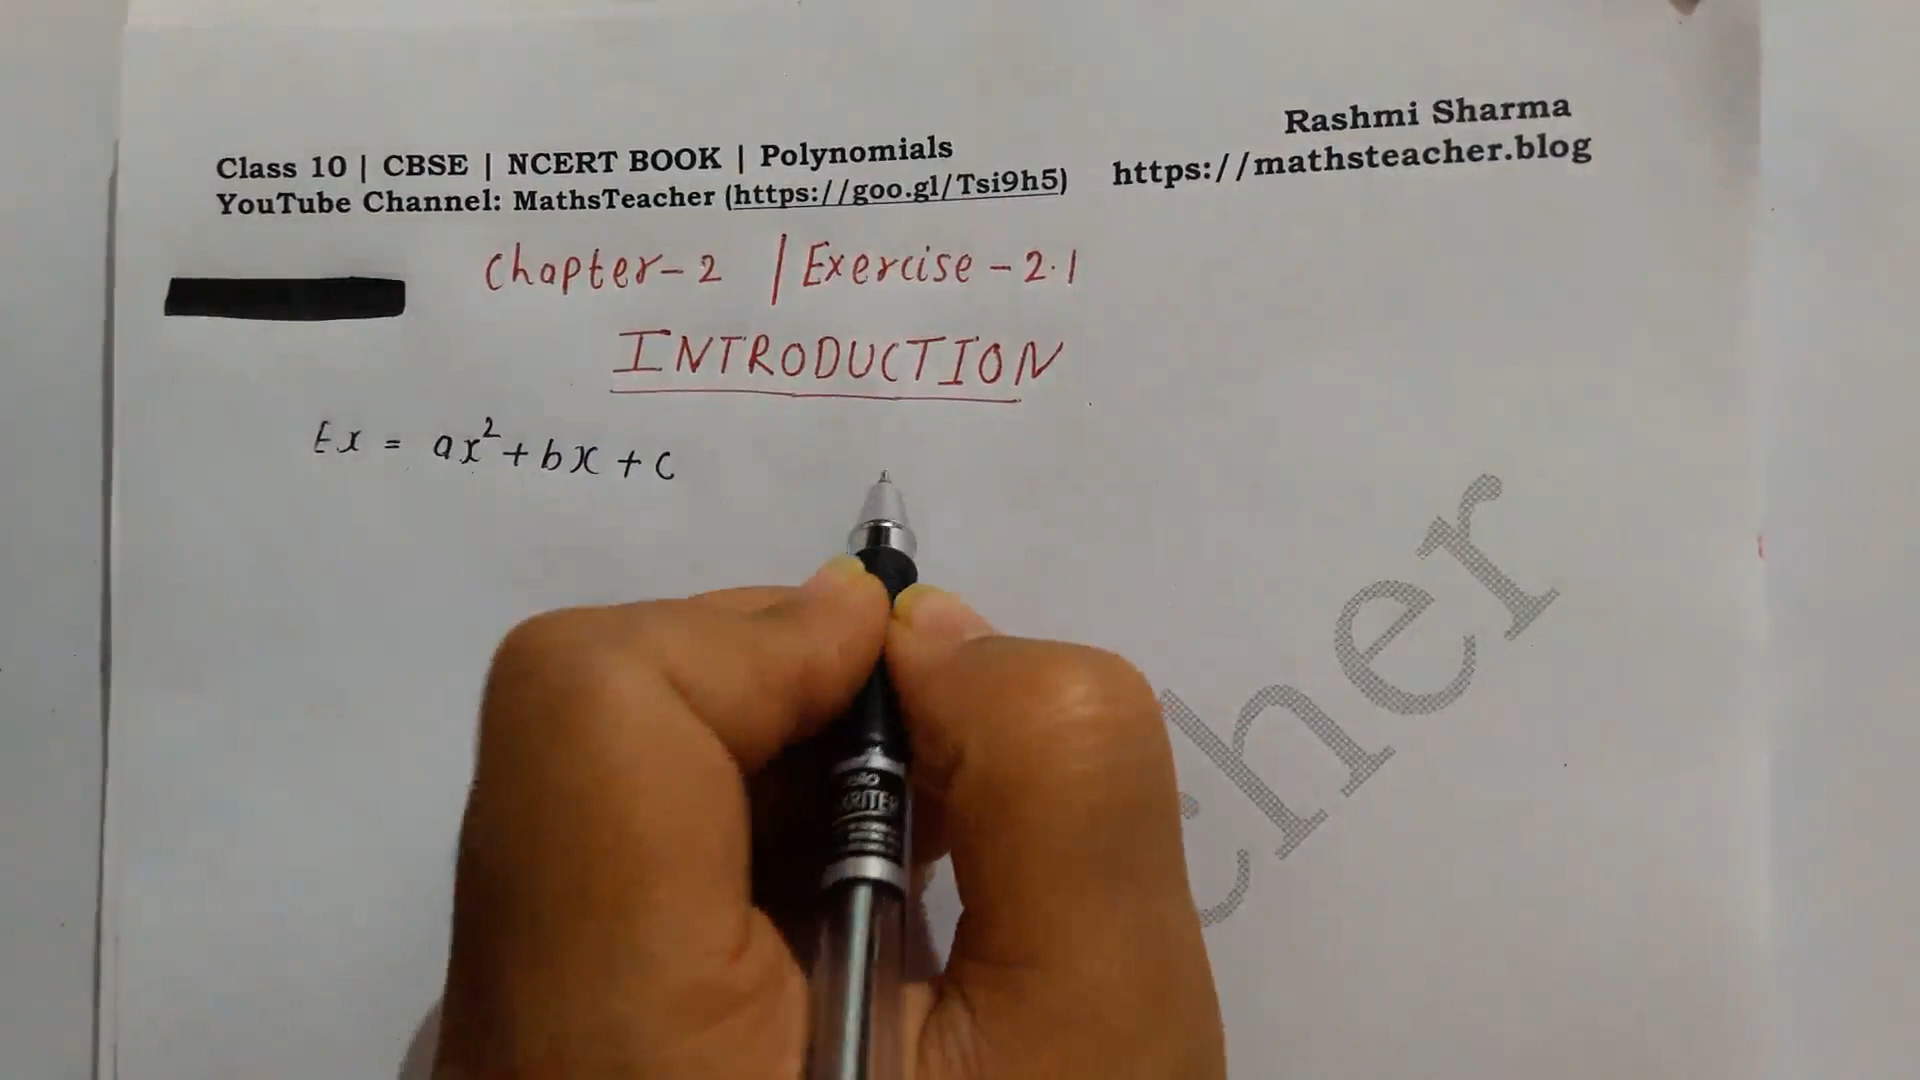 Rashmi Sharma
Class 10 | CBSE | NCERT BOOK | Polynomials
https://mathsteacher.blog
YouTube Channel: MathsTeacher (https://goo.gl/Tsi9h5)
Chapter-2 | Exercise-2.1
INTRODUCTION
Ex = ax²+bx+c
cher